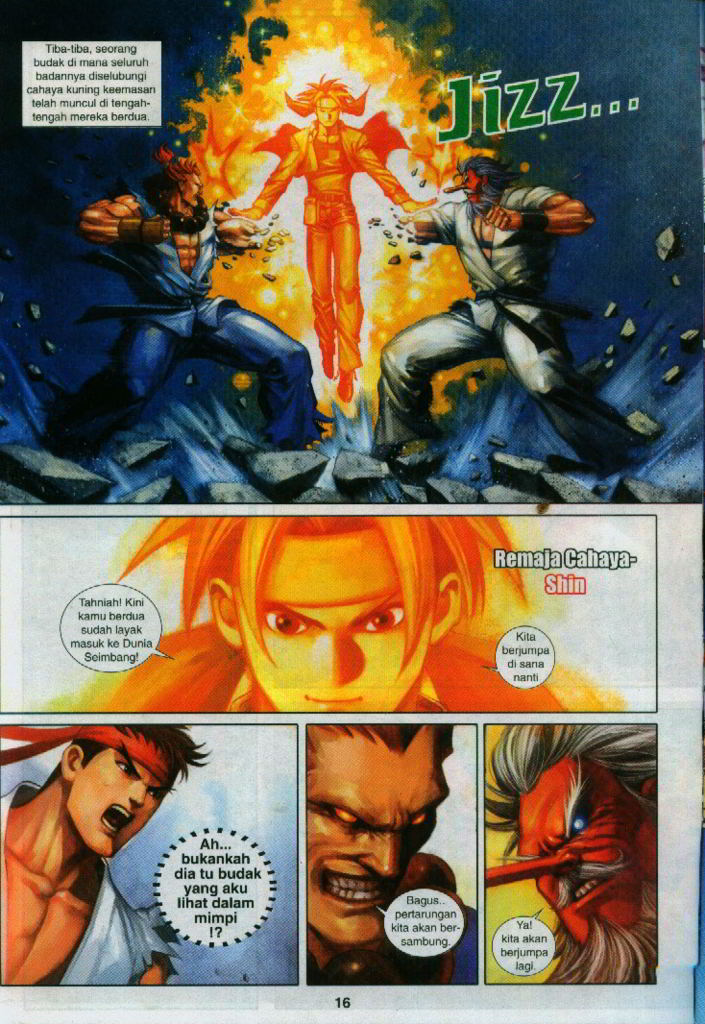 Tiba-tiba, seorang
budak di mana seluruh
badannya diselubungi
cahaya kuning keemasan
telah muncul di tengah-
tengah mereka berdua.
Jizz...
Remaja Cahaya-
Shin
Tahniah! Kini
kamu berdua
sudah layak
masuk ke Dunia
Seimbang!
Kita
berjumpa
di sana
nanti
Ah...
bukankah
dia tu budak
yang aku
lihat dalam
mimpi
!?
Bagus..
pertarungan
kita akan ber-
sambung.
Ya!
kita akan
berjumpa
lagi.
16